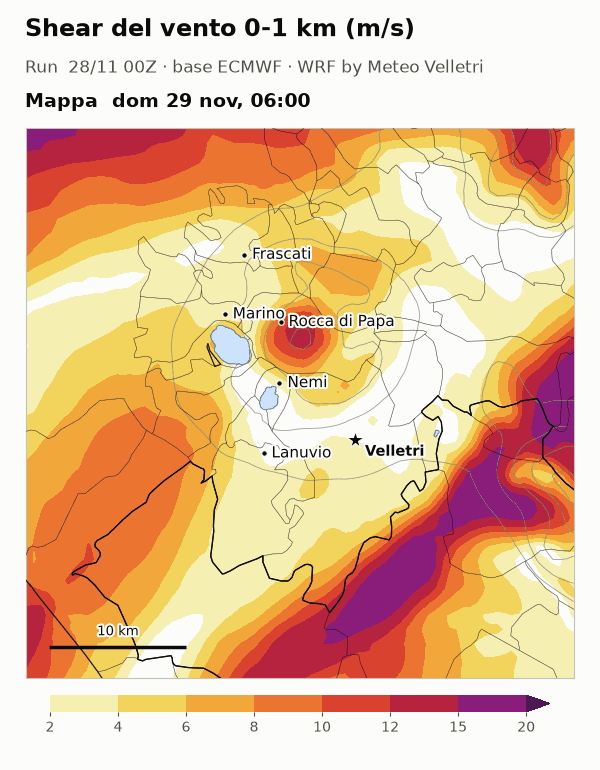 Shear del vento 0-1 km (m/s)
Run  28/11 00Z · base ECMWF · WRF by Meteo Velletri
Mappa  dom 29 nov, 06:00
Frascati
Marino
Rocca di Papa
Nemi
Velletri
Lanuvio
10 km
2 4 6 8 10 12 15 20